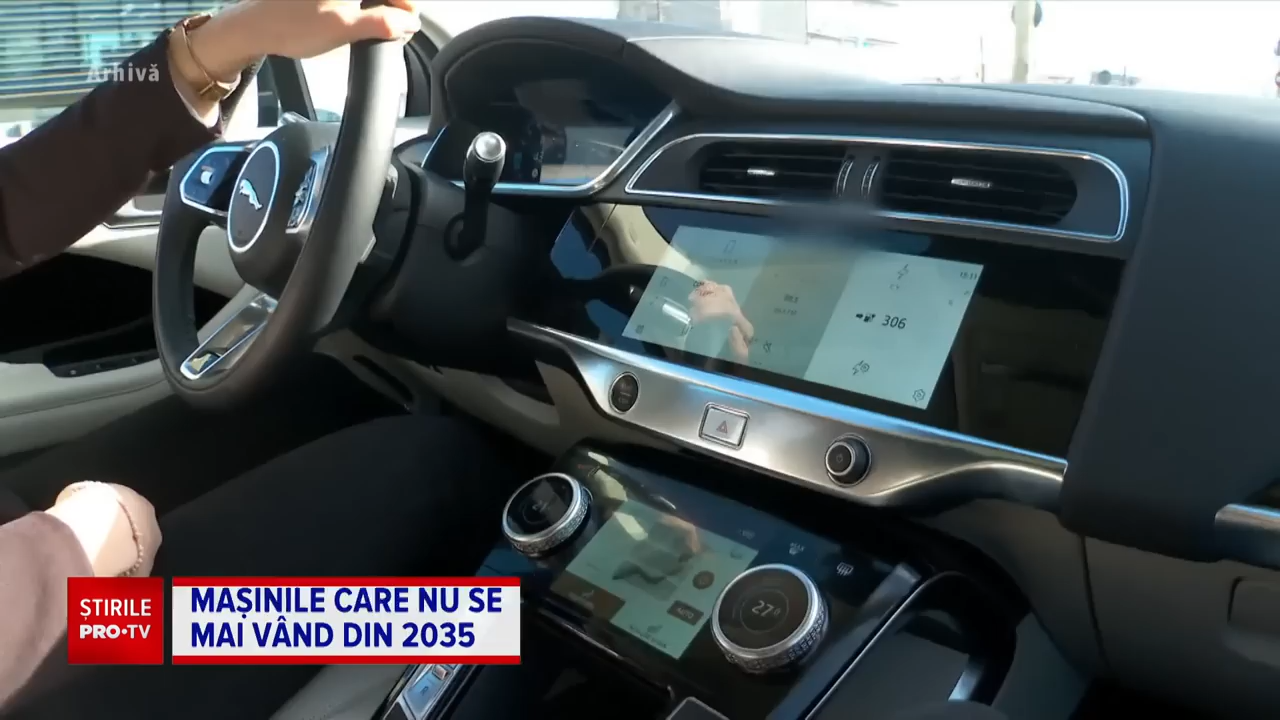 Arhivă
306
AUTO
27
ȘTIRILE
PRO•TV
MAȘINILE CARE NU SE
MAI VÂND DIN 2035